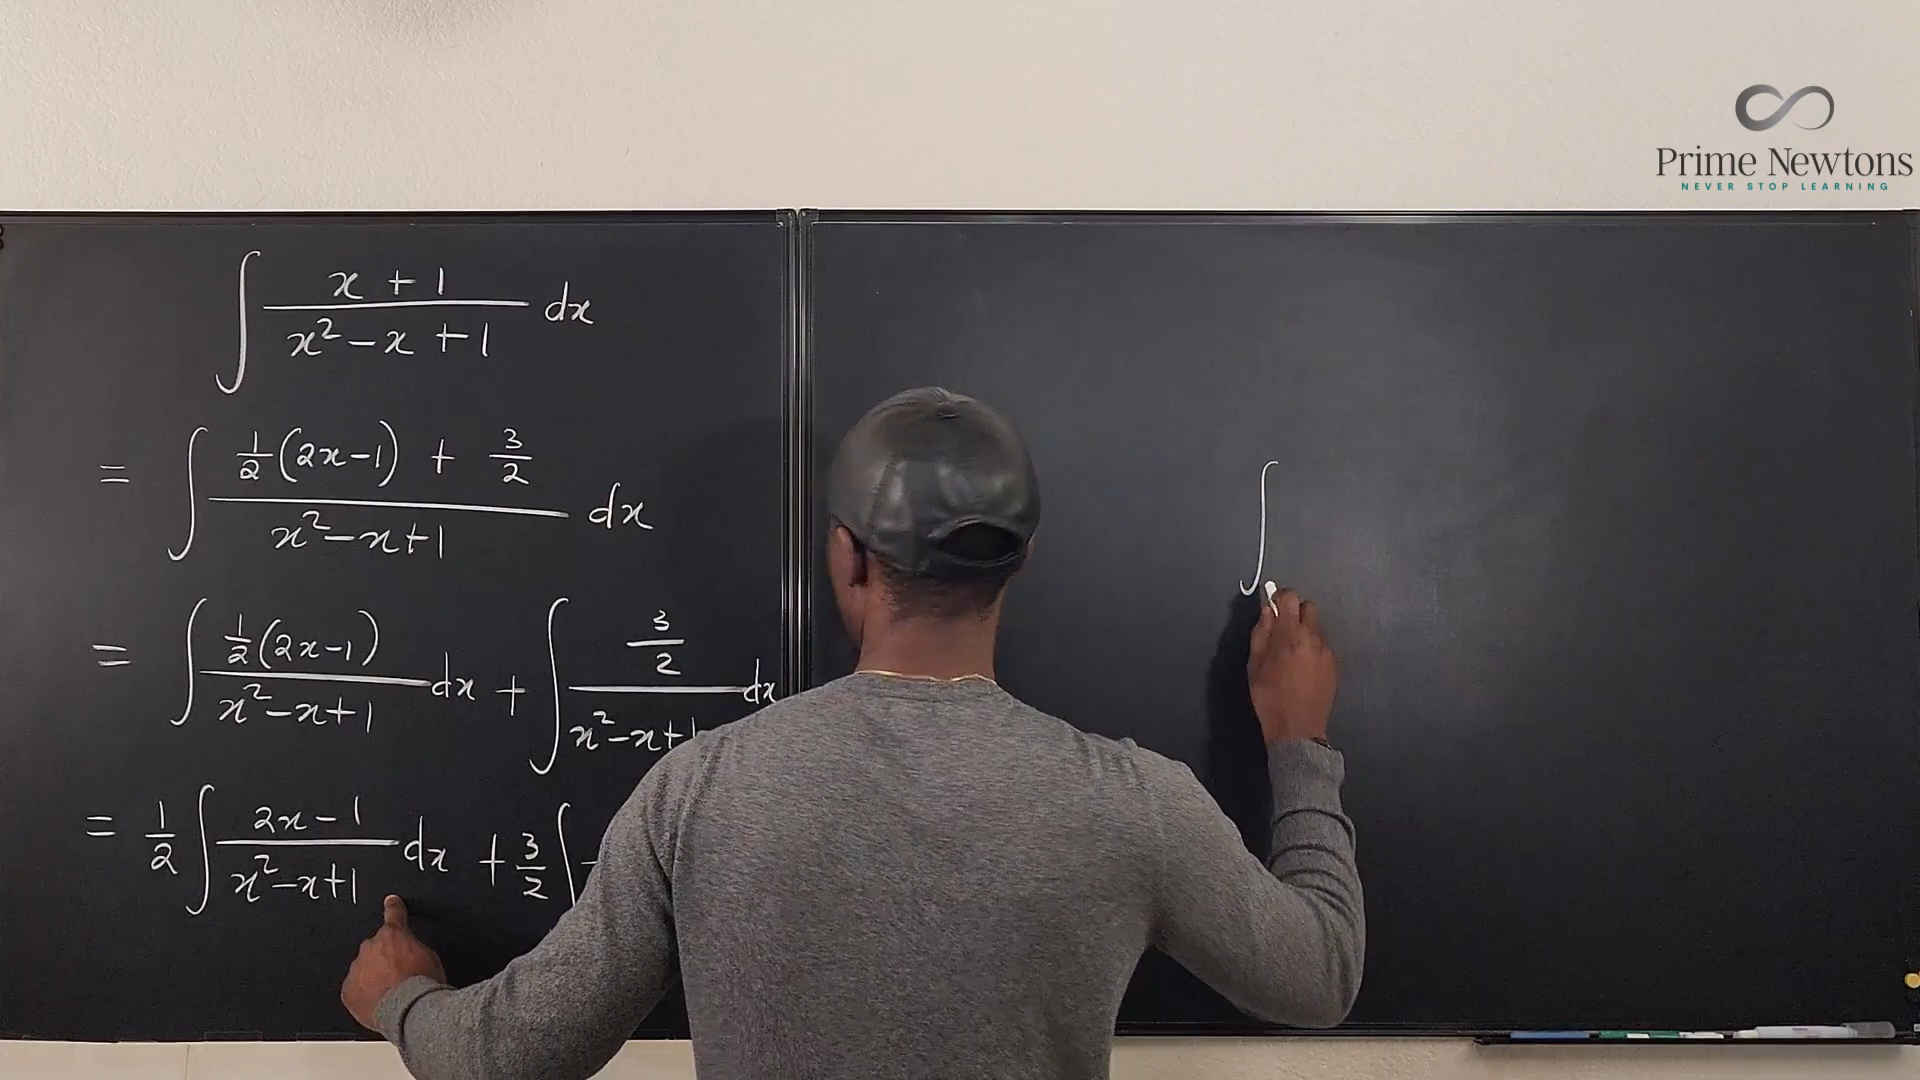 Prime Newtons
NEVER STOP LEARNING
∫ (x + 1)/(x² − x + 1) dx
= ∫ (½(2x−1) + 3/2)/(x² − x + 1) dx
= ∫ ½(2x−1)/(x² − x + 1) dx + ∫ (3/2)/(x² − x + 1) dx
= ½ ∫ (2x − 1)/(x² − x + 1) dx + 3/2 ∫
∫